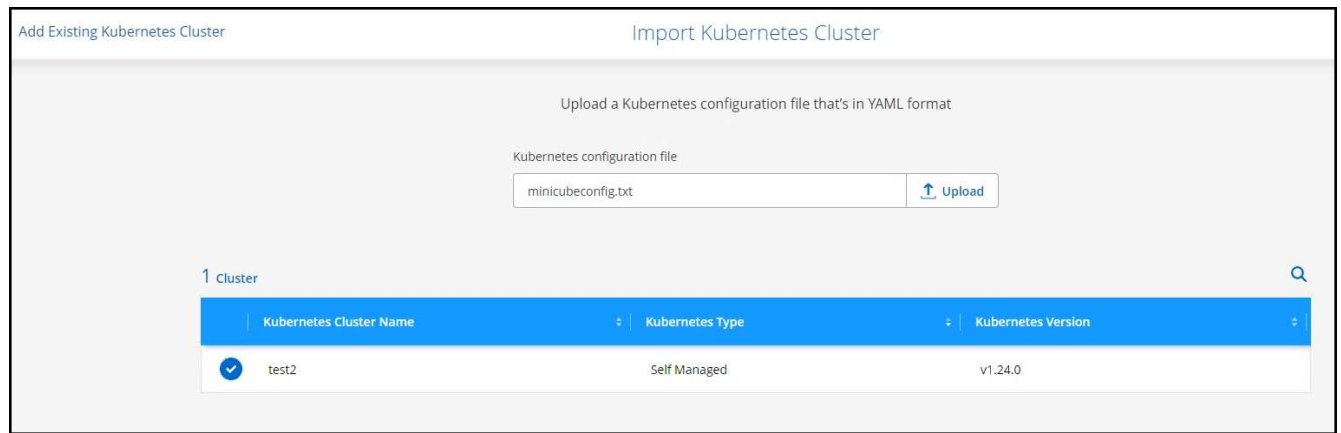 Add Existing Kubernetes Cluster
Import Kubernetes Cluster
Upload a Kubernetes configuration file that's in YAML format
Kubernetes configuration file
minicubeconfig.txt
Upload
1 Cluster
Kubernetes Cluster Name Kubernetes Type Kubernetes Version
test2 Self Managed v1.24.0